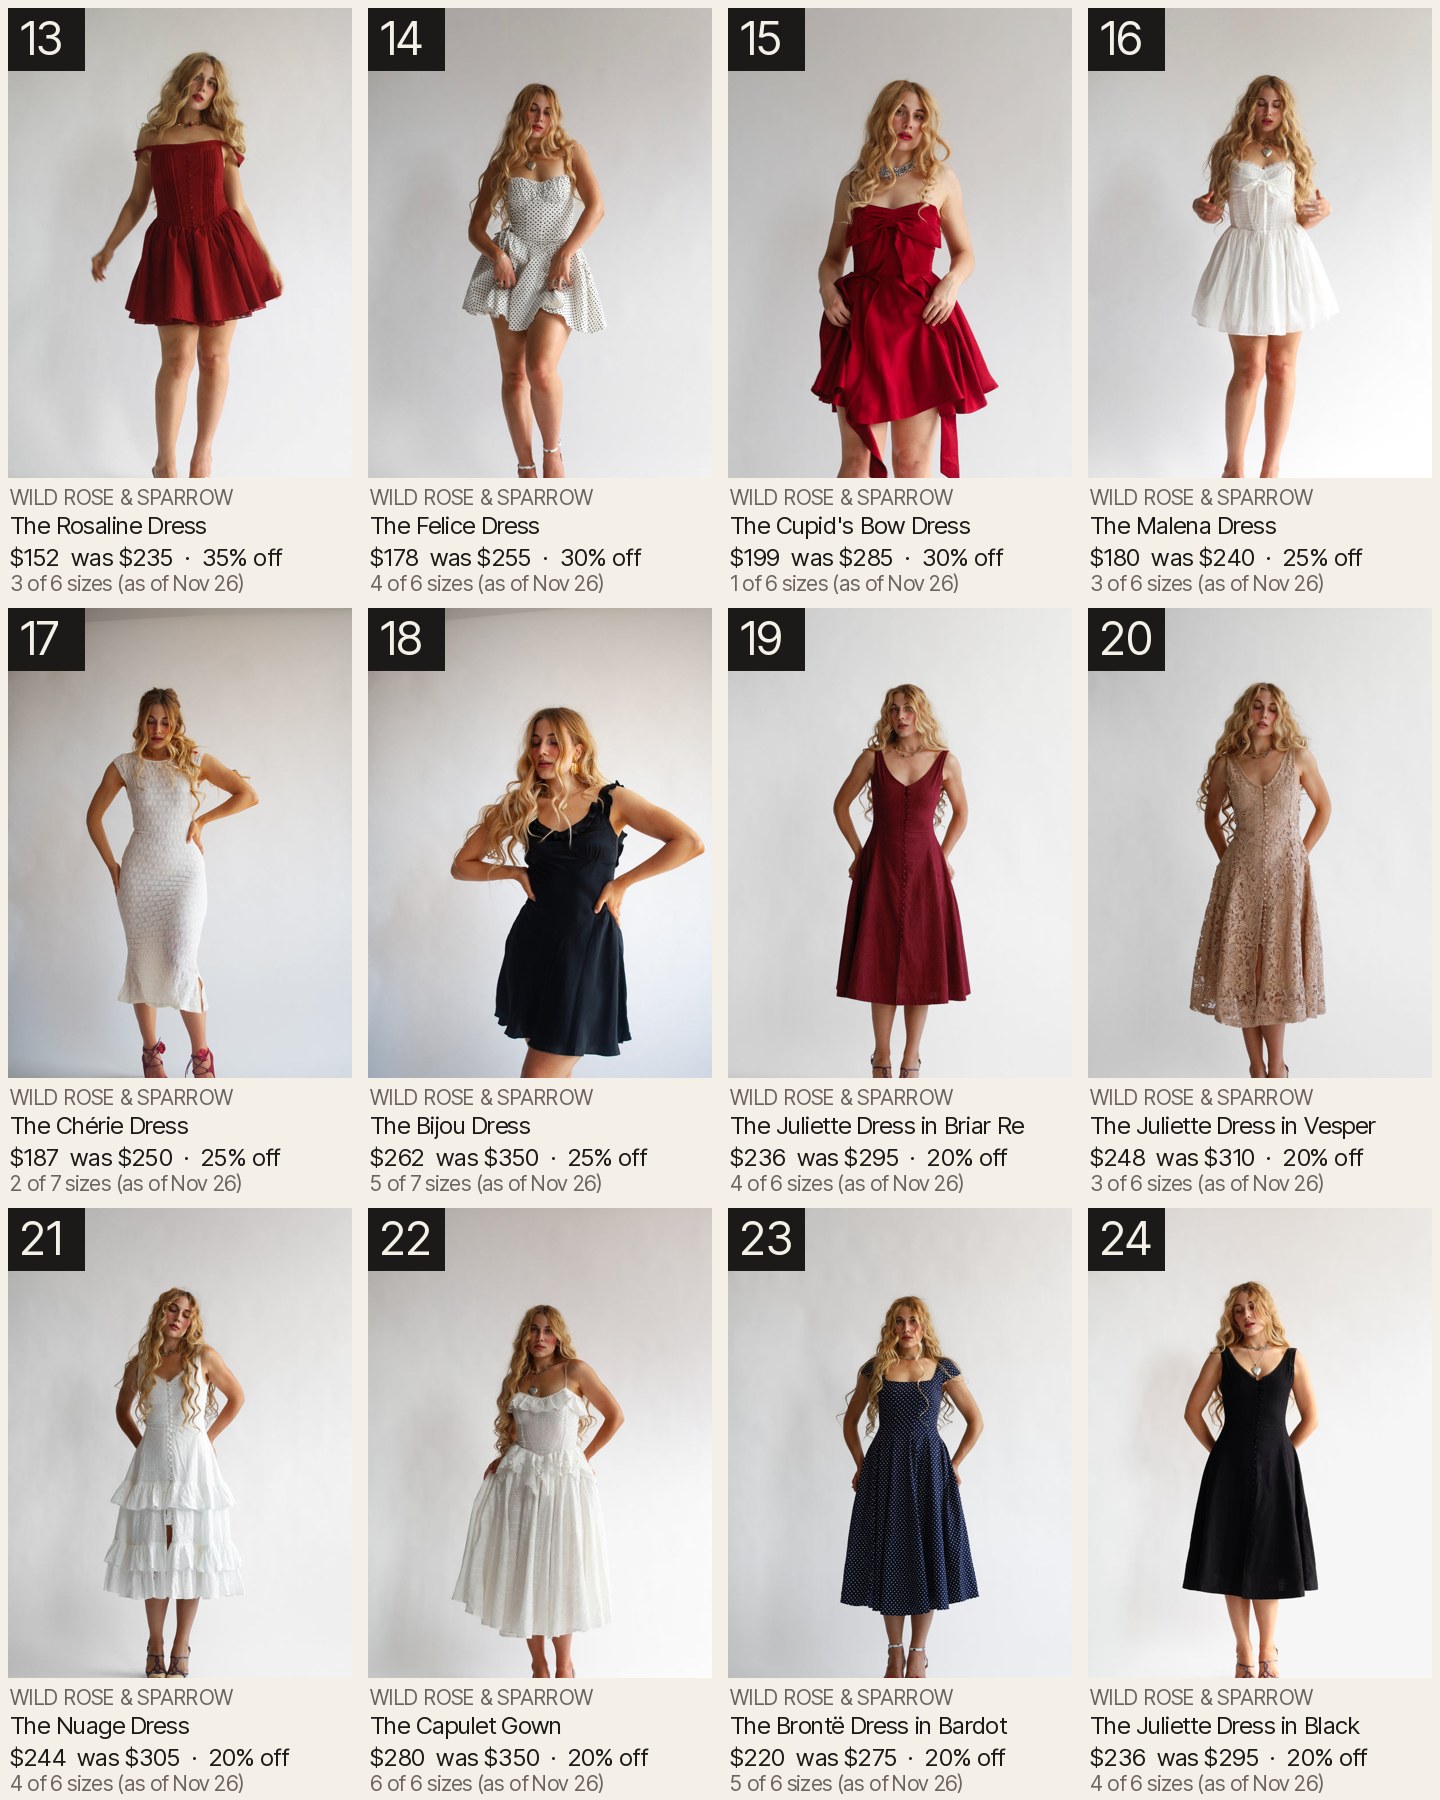 13
14
15
16
WILD ROSE & SPARROW
The Rosaline Dress
$152 was $235 · 35% off
3 of 6 sizes (as of Nov 26)
WILD ROSE & SPARROW
The Felice Dress
$178 was $255 · 30% off
4 of 6 sizes (as of Nov 26)
WILD ROSE & SPARROW
The Cupid's Bow Dress
$199 was $285 · 30% off
1 of 6 sizes (as of Nov 26)
WILD ROSE & SPARROW
The Malena Dress
$180 was $240 · 25% off
3 of 6 sizes (as of Nov 26)
17
18
19
20
WILD ROSE & SPARROW
The Chérie Dress
$187 was $250 · 25% off
2 of 7 sizes (as of Nov 26)
WILD ROSE & SPARROW
The Bijou Dress
$262 was $350 · 25% off
5 of 7 sizes (as of Nov 26)
WILD ROSE & SPARROW
The Juliette Dress in Briar Re
$236 was $295 · 20% off
4 of 6 sizes (as of Nov 26)
WILD ROSE & SPARROW
The Juliette Dress in Vesper
$248 was $310 · 20% off
3 of 6 sizes (as of Nov 26)
21
22
23
24
WILD ROSE & SPARROW
The Nuage Dress
$244 was $305 · 20% off
4 of 6 sizes (as of Nov 26)
WILD ROSE & SPARROW
The Capulet Gown
$280 was $350 · 20% off
6 of 6 sizes (as of Nov 26)
WILD ROSE & SPARROW
The Brontë Dress in Bardot
$220 was $275 · 20% off
5 of 6 sizes (as of Nov 26)
WILD ROSE & SPARROW
The Juliette Dress in Black
$236 was $295 · 20% off
4 of 6 sizes (as of Nov 26)